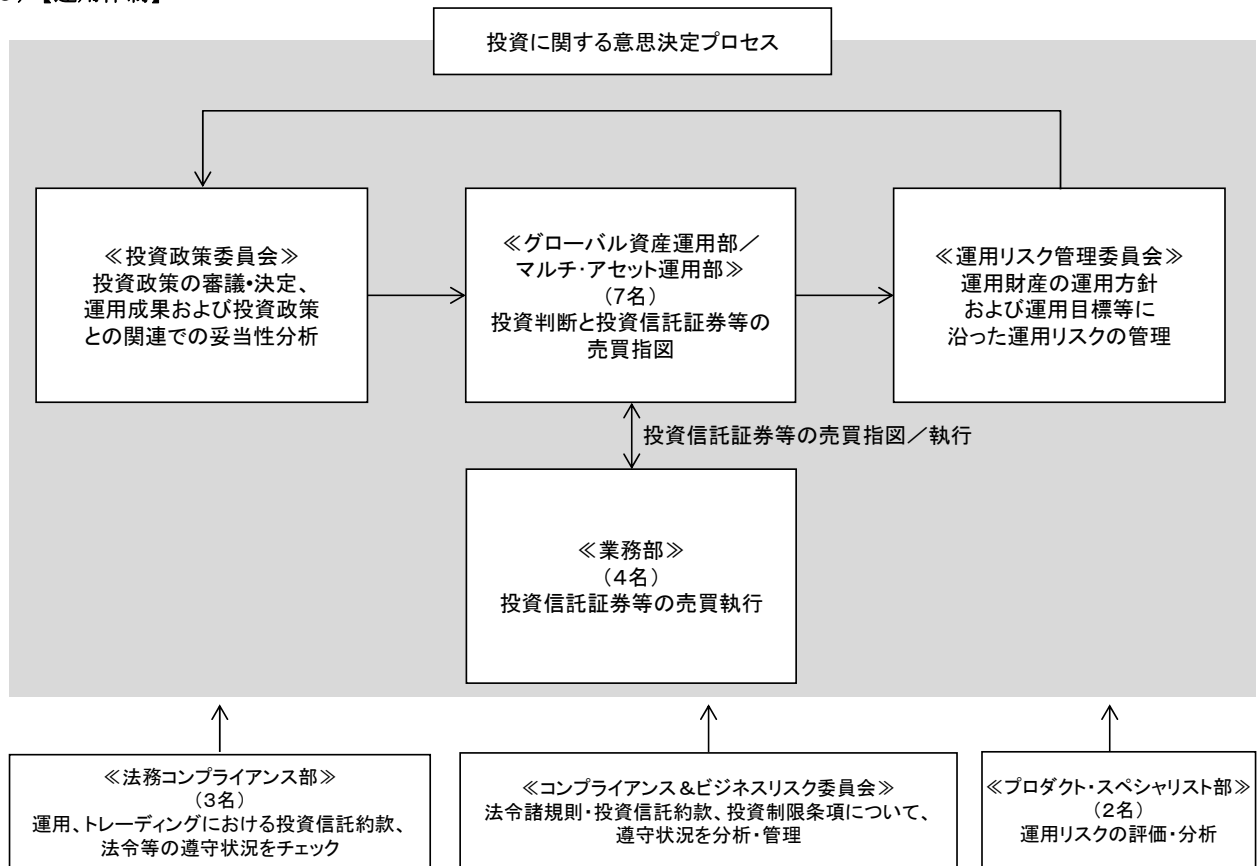 【運用体制】
投資に関する意思決定プロセス
≪投資政策委員会≫
投資政策の審議・決定、
運用成果および投資政策
との関連での妥当性分析
≪グローバル資産運用部／
マルチ・アセット運用部≫
（7名）
投資判断と投資信託証券等の
売買指図
≪運用リスク管理委員会≫
運用財産の運用方針
および運用目標等に
沿った運用リスクの管理
投資信託証券等の売買指図／執行
≪業務部≫
（4名）
投資信託証券等の売買執行
≪法務コンプライアンス部≫
（3名）
運用、トレーディングにおける投資信託約款、
法令等の遵守状況をチェック
≪コンプライアンス＆ビジネスリスク委員会≫
法令諸規則・投資信託約款、投資制限条項について、
遵守状況を分析・管理
≪プロダクト・スペシャリスト部≫
（2名）
運用リスクの評価・分析